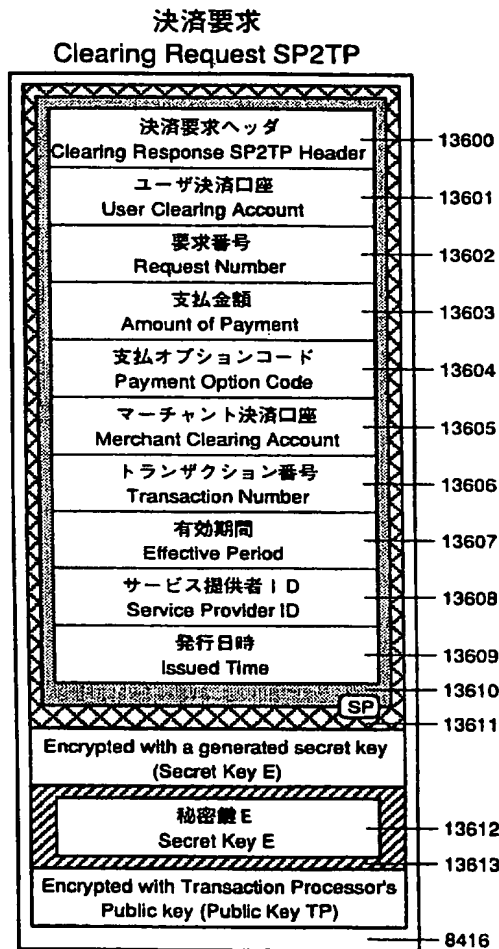 決済要求
Clearing Request SP2TP
決済要求ヘッダ
Clearing Response SP2TP Header
13600
ユーザ決済口座
User Clearing Account
13601
要求番号
Request Number
13602
支払金額
Amount of Payment
13603
支払オプションコード
Payment Option Code
13604
マーチャント決済口座
Merchant Clearing Account
13605
トランザクション番号
Transaction Number
13606
有効期間
Effective Period
13607
サービス提供者ID
Service Provider ID
13608
発行日時
Issued Time
13609
13610
SP
13611
Encrypted with a generated secret key
(Secret Key E)
秘密鍵E
Secret Key E
13612
13613
Encrypted with Transaction Processor's
Public key (Public Key TP)
8416